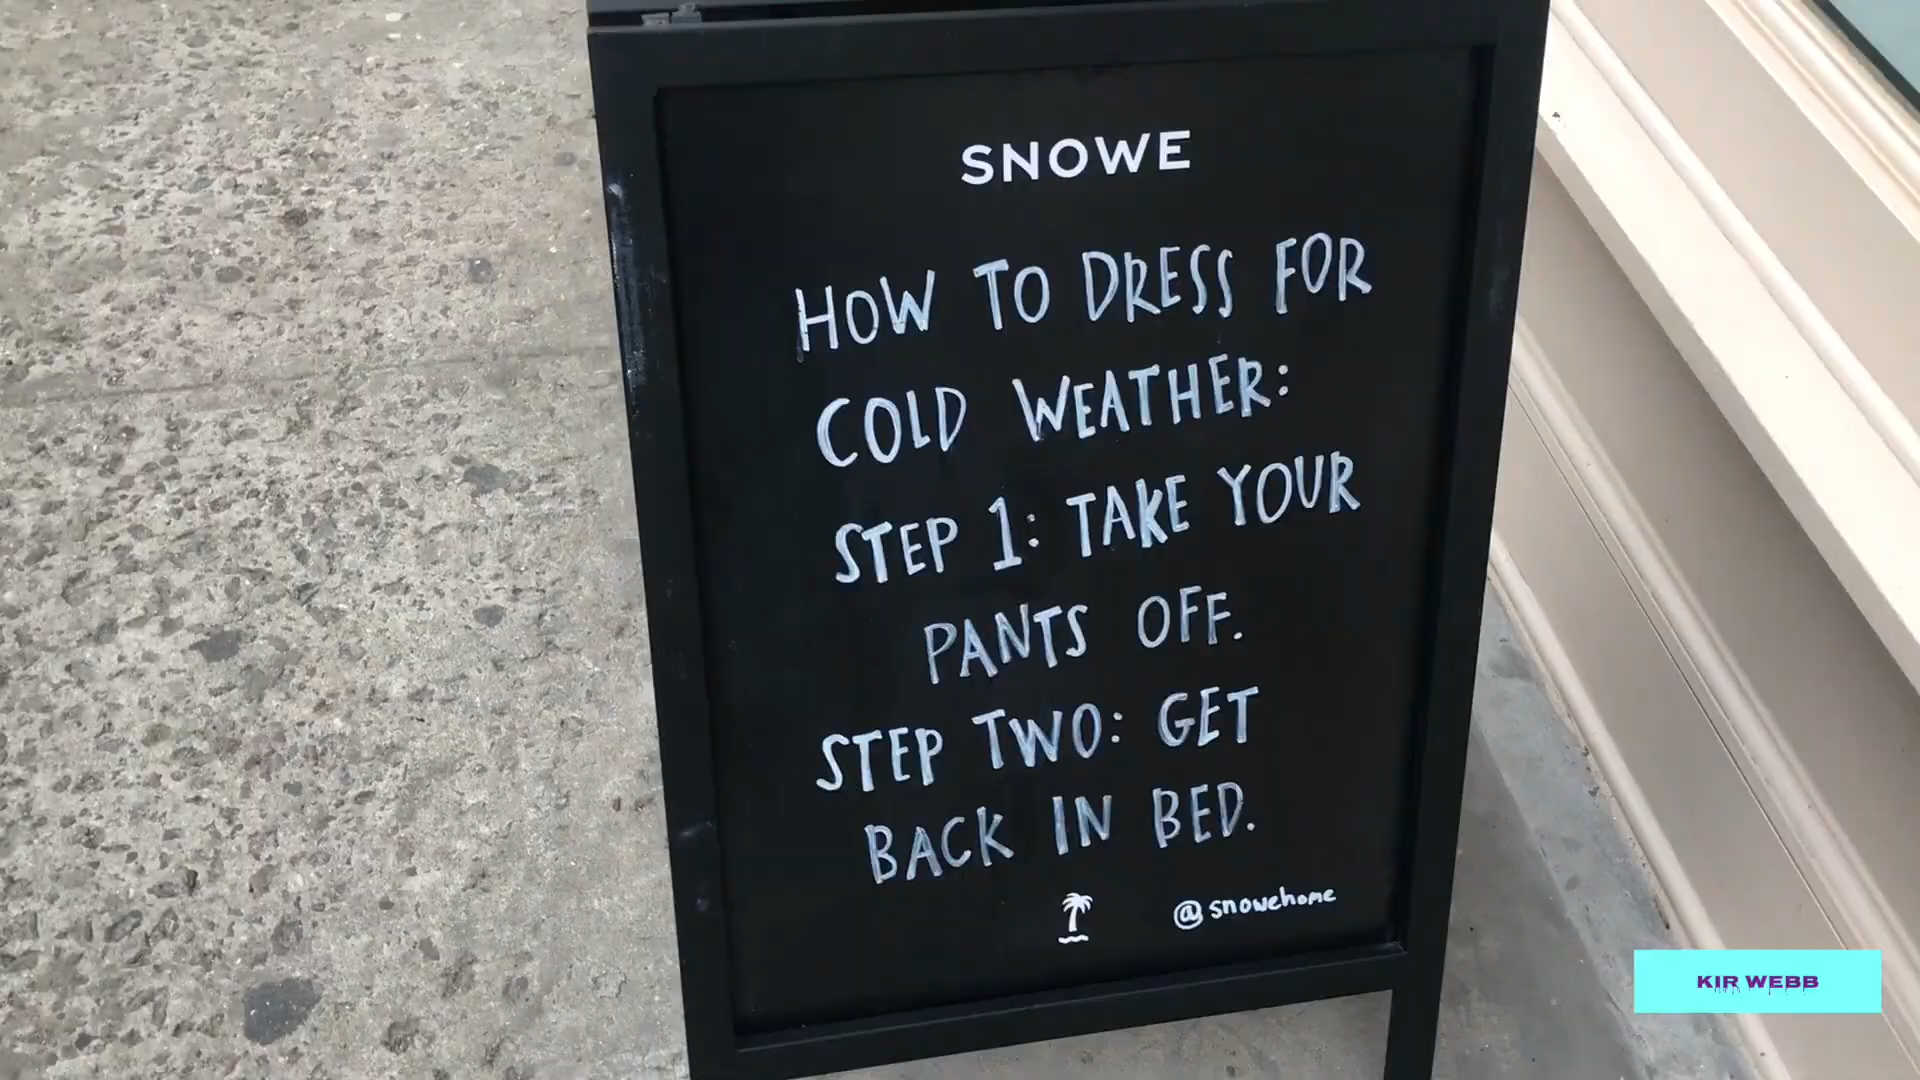 SNOWE
HOW TO DRESS FOR
COLD WEATHER:
STEP 1: TAKE YOUR
PANTS OFF.
STEP TWO: GET
BACK IN BED.
@snowehome
KIR WEBB